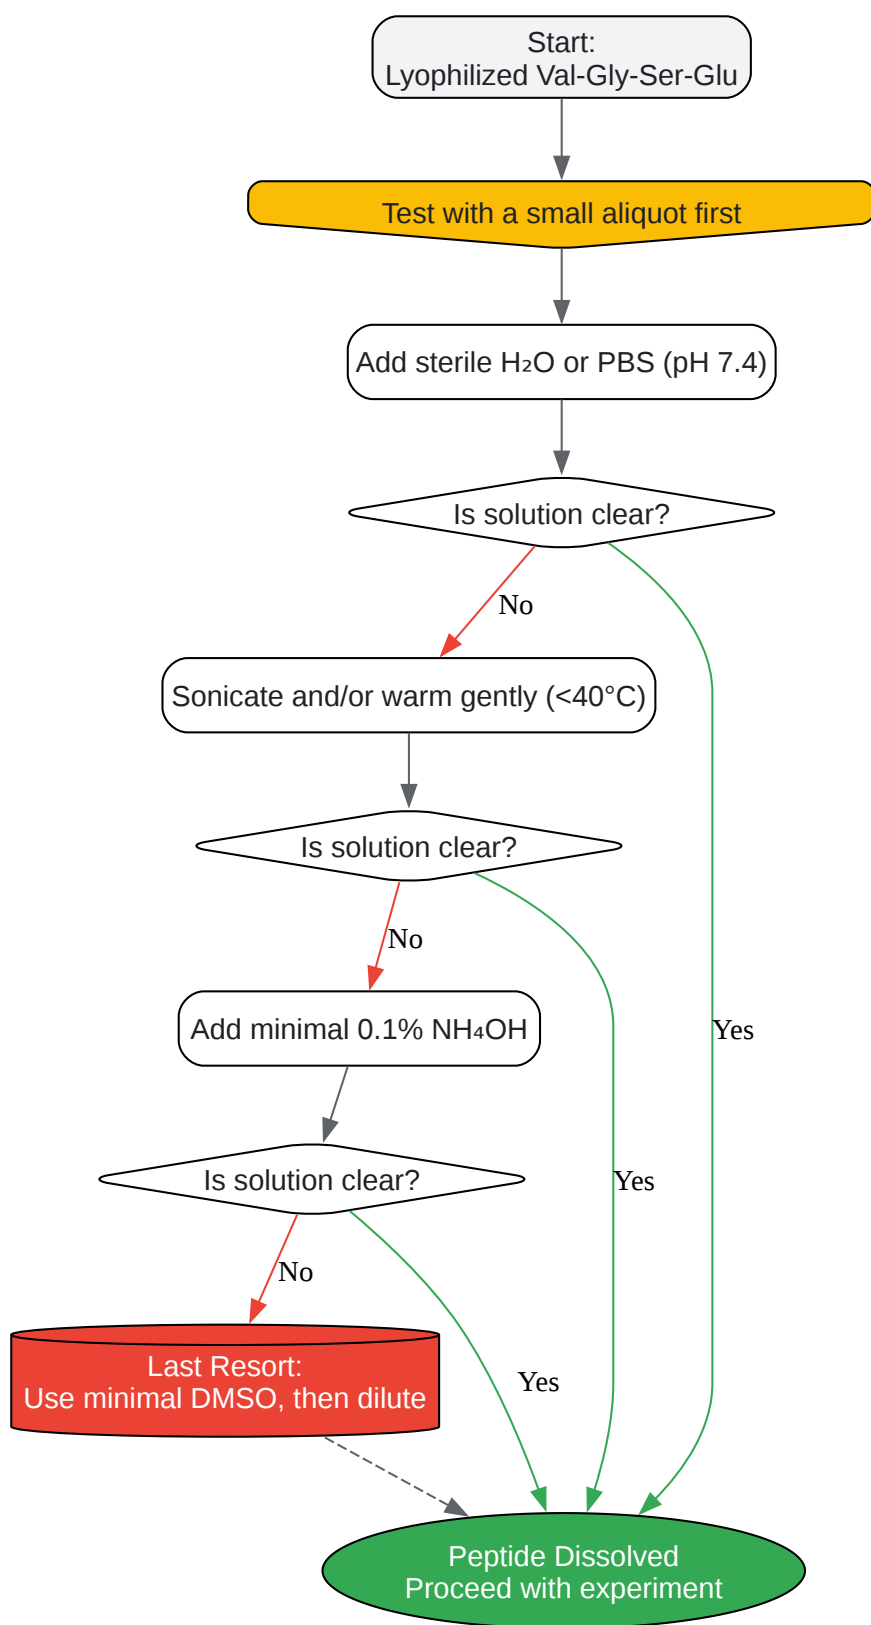 Start:
Lyophilized Val-Gly-Ser-Glu
Test with a small aliquot first
Add sterile H₂O or PBS (pH 7.4)
Is solution clear?
No
Sonicate and/or warm gently (<40°C)
Is solution clear?
No
Add minimal 0.1% NH₄OH
Yes
Is solution clear?
Yes
No
Last Resort:
Use minimal DMSO, then dilute
Yes
Peptide Dissolved
Proceed with experiment